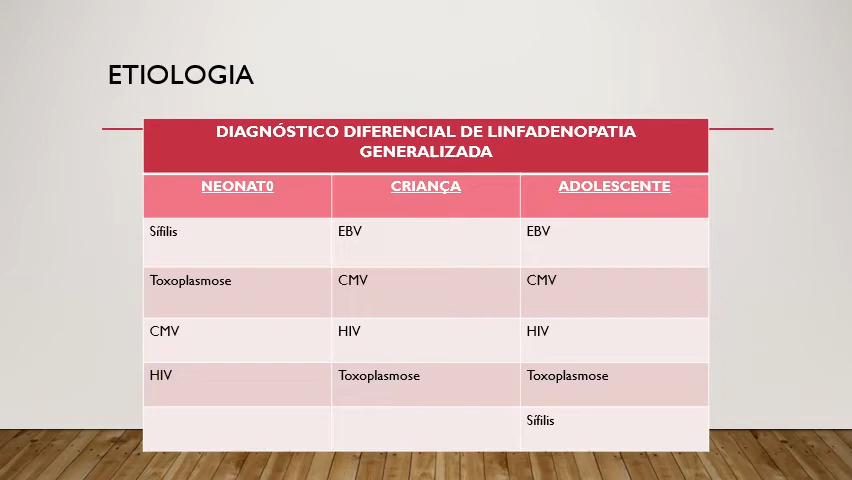 ETIOLOGIA
DIAGNÓSTICO DIFERENCIAL DE LINFADENOPATIA
GENERALIZADA
NEONAT0 CRIANÇA ADOLESCENTE
Sífilis EBV EBV
Toxoplasmose CMV CMV
CMV HIV HIV
HIV Toxoplasmose Toxoplasmose
Sífilis